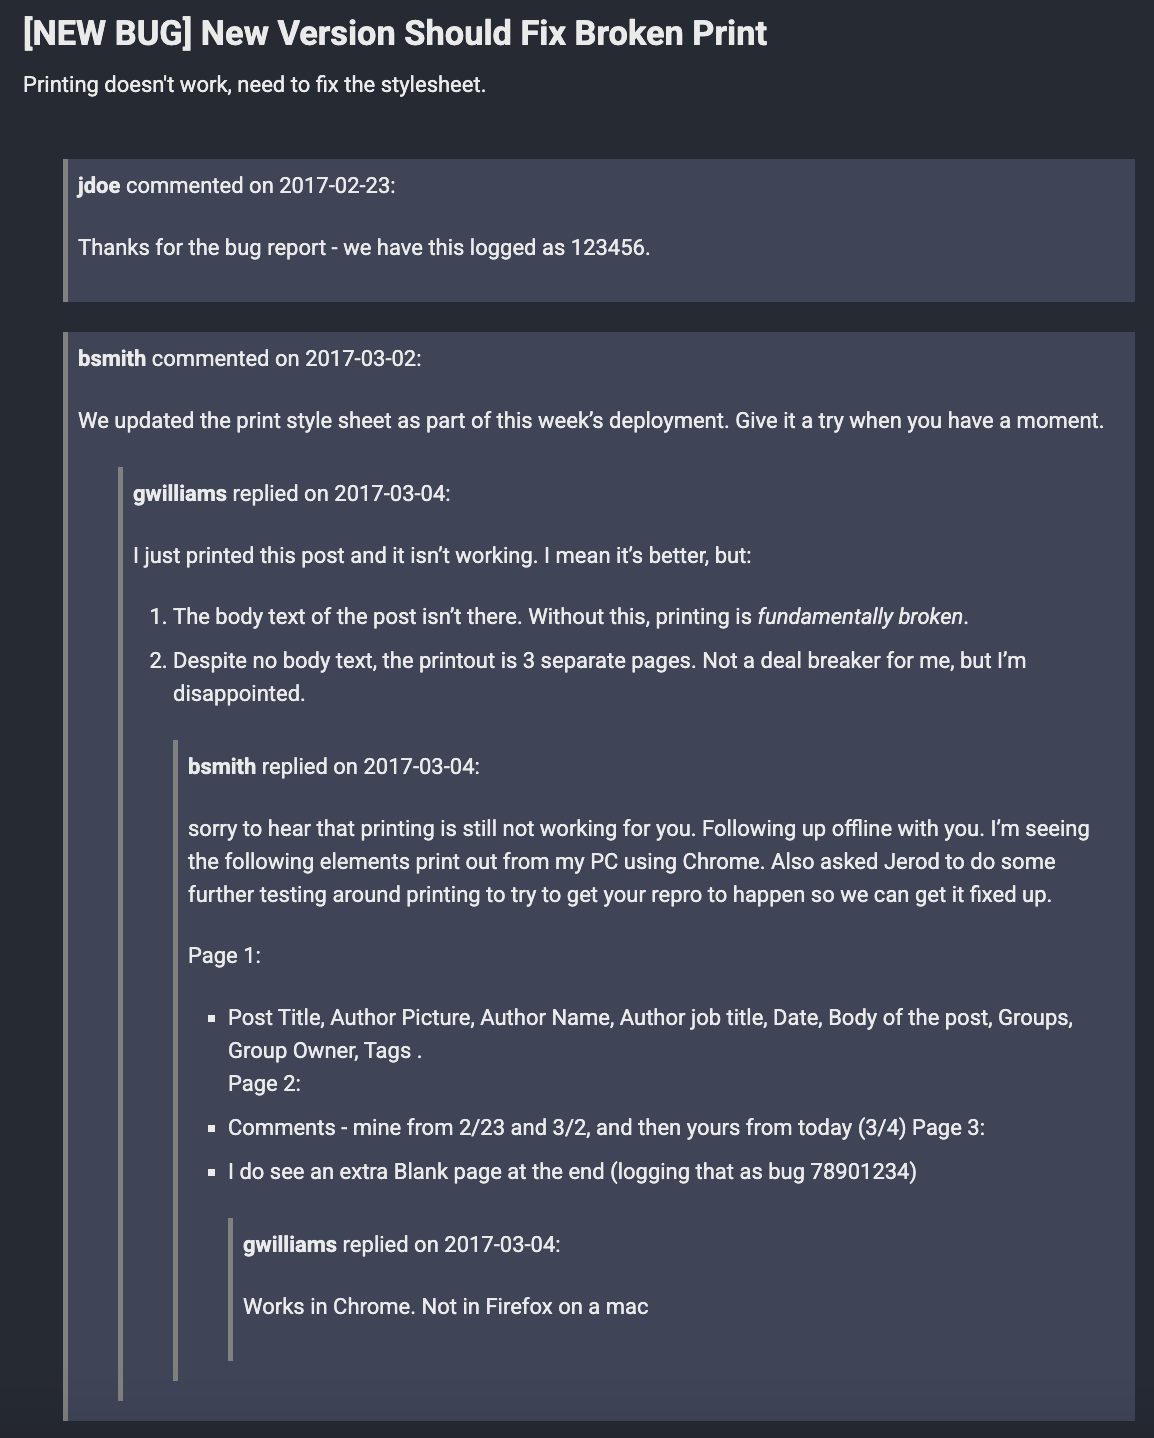 [NEW BUG] New Version Should Fix Broken Print
Printing doesn't work, need to fix the stylesheet.
jdoe commented on 2017-02-23:
Thanks for the bug report - we have this logged as 123456.
bsmith commented on 2017-03-02:
We updated the print style sheet as part of this week’s deployment. Give it a try when you have a moment.
gwilliams replied on 2017-03-04:
I just printed this post and it isn’t working. I mean it’s better, but:
1. The body text of the post isn’t there. Without this, printing is fundamentally broken.
2. Despite no body text, the printout is 3 separate pages. Not a deal breaker for me, but I’m
disappointed.
bsmith replied on 2017-03-04:
sorry to hear that printing is still not working for you. Following up offline with you. I’m seeing
the following elements print out from my PC using Chrome. Also asked Jerod to do some
further testing around printing to try to get your repro to happen so we can get it fixed up.
Page 1:
▪ Post Title, Author Picture, Author Name, Author job title, Date, Body of the post, Groups,
Group Owner, Tags .
Page 2:
▪ Comments - mine from 2/23 and 3/2, and then yours from today (3/4) Page 3:
▪ I do see an extra Blank page at the end (logging that as bug 78901234)
gwilliams replied on 2017-03-04:
Works in Chrome. Not in Firefox on a mac